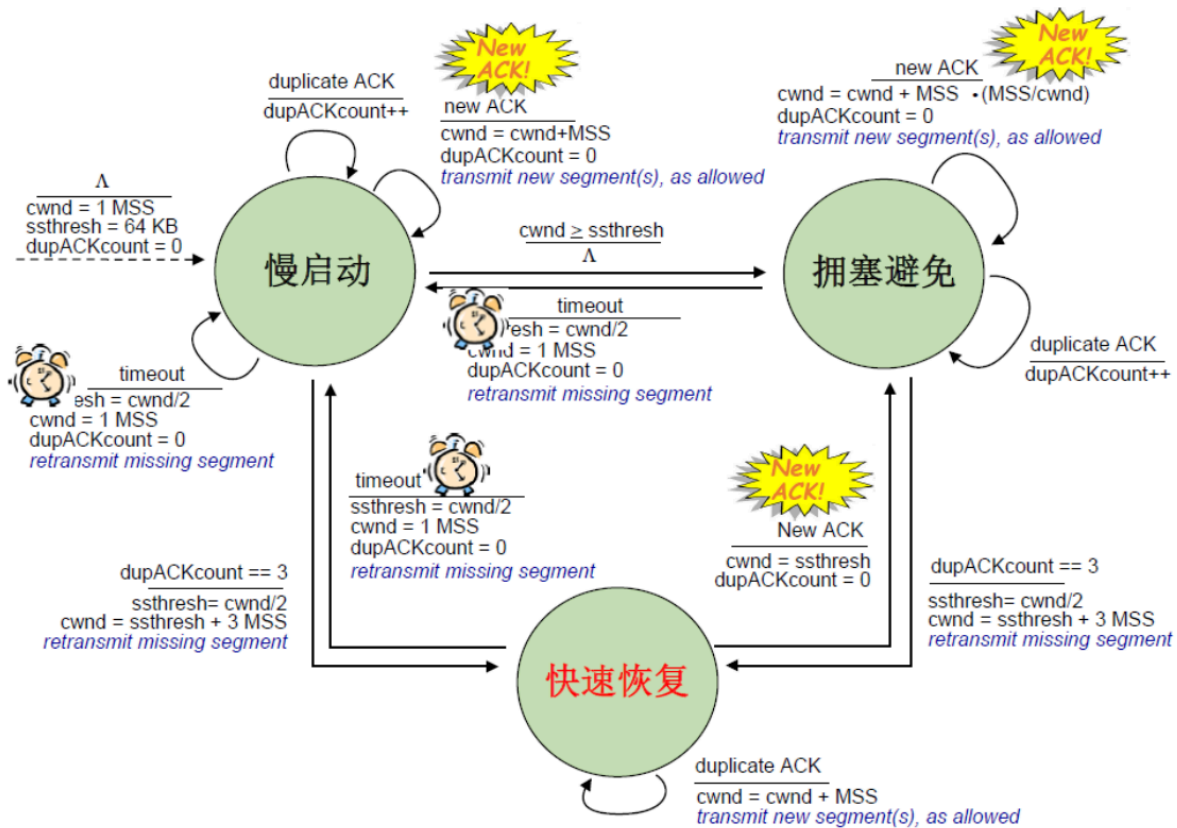 New
ACK!
duplicate ACK
dupACKcount++
new ACK
cwnd = cwnd+MSS
dupACKcount = 0
transmit new segment(s), as allowed
New
ACK!
new ACK
cwnd = cwnd + MSS •(MSS/cwnd)
dupACKcount = 0
transmit new segment(s), as allowed
Λ
cwnd = 1 MSS
ssthresh = 64 KB
dupACKcount = 0
慢启动
cwnd ≥ ssthresh
Λ
拥塞避免
timeout
esh = cwnd/2
cwnd = 1 MSS
dupACKcount = 0
retransmit missing segment
duplicate ACK
dupACKcount++
timeout
esh = cwnd/2
cwnd = 1 MSS
dupACKcount = 0
retransmit missing segment
timeout
ssthresh = cwnd/2
cwnd = 1 MSS
dupACKcount = 0
retransmit missing segment
New
ACK!
New ACK
cwnd = ssthresh
dupACKcount = 0
dupACKcount == 3
ssthresh= cwnd/2
cwnd = ssthresh + 3 MSS
retransmit missing segment
dupACKcount == 3
ssthresh= cwnd/2
cwnd = ssthresh + 3 MSS
retransmit missing segment
快速恢复
duplicate ACK
cwnd = cwnd + MSS
transmit new segment(s), as allowed